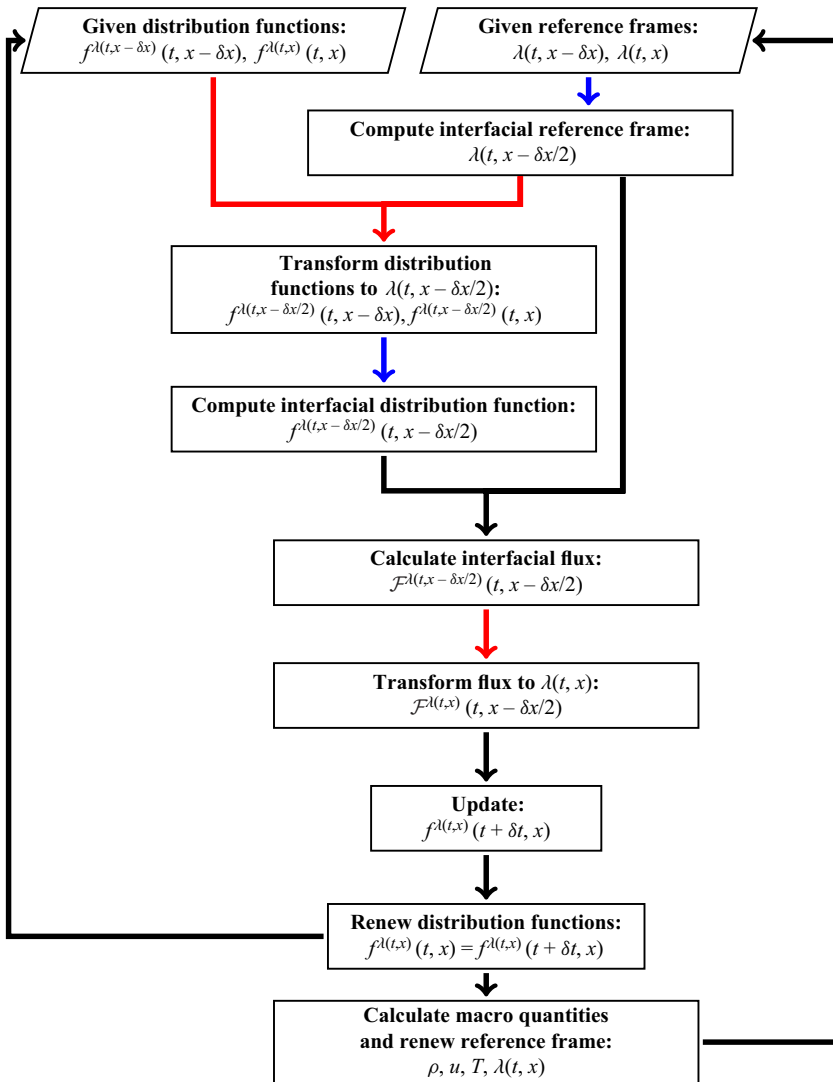 Given distribution functions:
f^λ(t,x − δx) (t, x − δx), f^λ(t,x) (t, x)
Given reference frames:
λ(t, x − δx), λ(t, x)
Compute interfacial reference frame:
λ(t, x − δx/2)
Transform distribution
functions to λ(t, x − δx/2):
f^λ(t,x − δx/2) (t, x − δx), f^λ(t,x − δx/2) (t, x)
Compute interfacial distribution function:
f^λ(t,x − δx/2) (t, x − δx/2)
Calculate interfacial flux:
ℱ^λ(t,x − δx/2) (t, x − δx/2)
Transform flux to λ(t, x):
ℱ^λ(t,x) (t, x − δx/2)
Update:
f^λ(t,x) (t + δt, x)
Renew distribution functions:
f^λ(t,x) (t, x) = f^λ(t,x) (t + δt, x)
Calculate macro quantities
and renew reference frame:
ρ, u, T, λ(t, x)